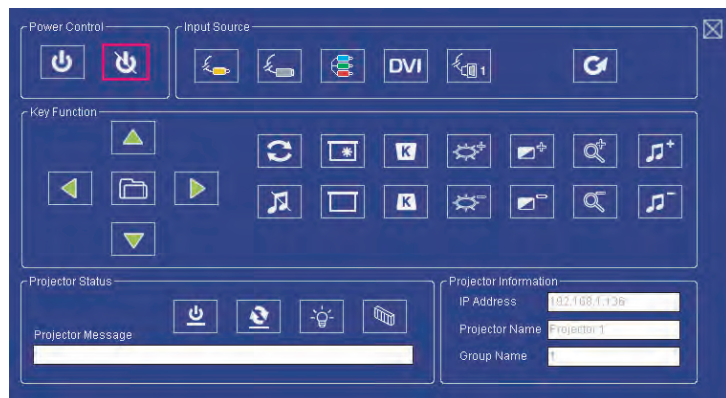 Power Control
Input Source
DVI
1
Key Function
K
K
Projector Status
Projector Message
Projector Information
IP Address 192.168.1.136
Projector Name Projector 1
Group Name 1